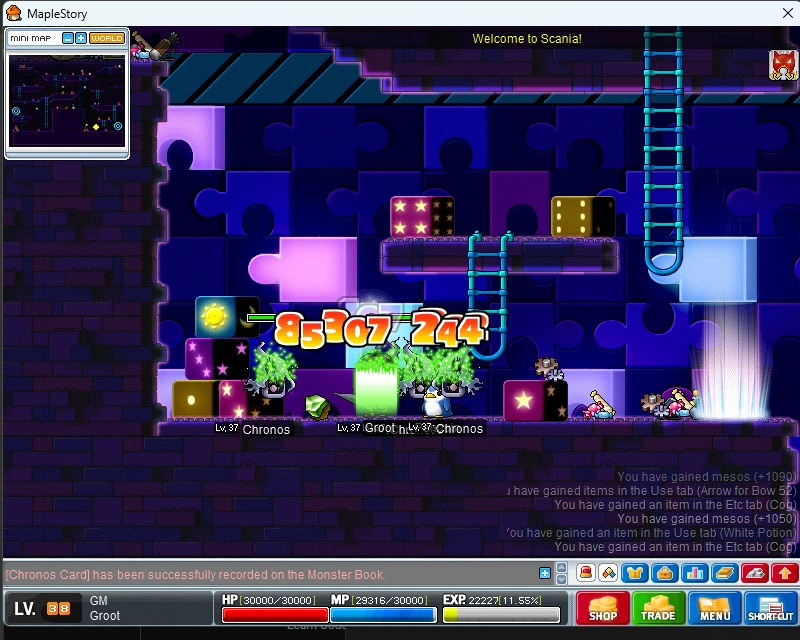 MapleStory
MINI MAP
WORLD
Welcome to Scania!
85307 244
Lv. 37 Chronos
Lv. 37 Groot
Lv. 37 Chronos
You have gained mesos (+1090)
have gained items in the Use tab (Arrow for Bow 52)
You have gained an item in the Etc tab (Cog)
You have gained mesos (+1050)
You have gained an item in the Use tab (White Potion)
You have gained an item in the Etc tab (Cog)
[Chronos Card] has been successfully recorded on the Monster Book.
LV. 38
GM
Groot
HP [30000/30000]
MP [29316/30000]
EXP. 22227 [11.55%]
SHOP
TRADE
MENU
SHORTCUT